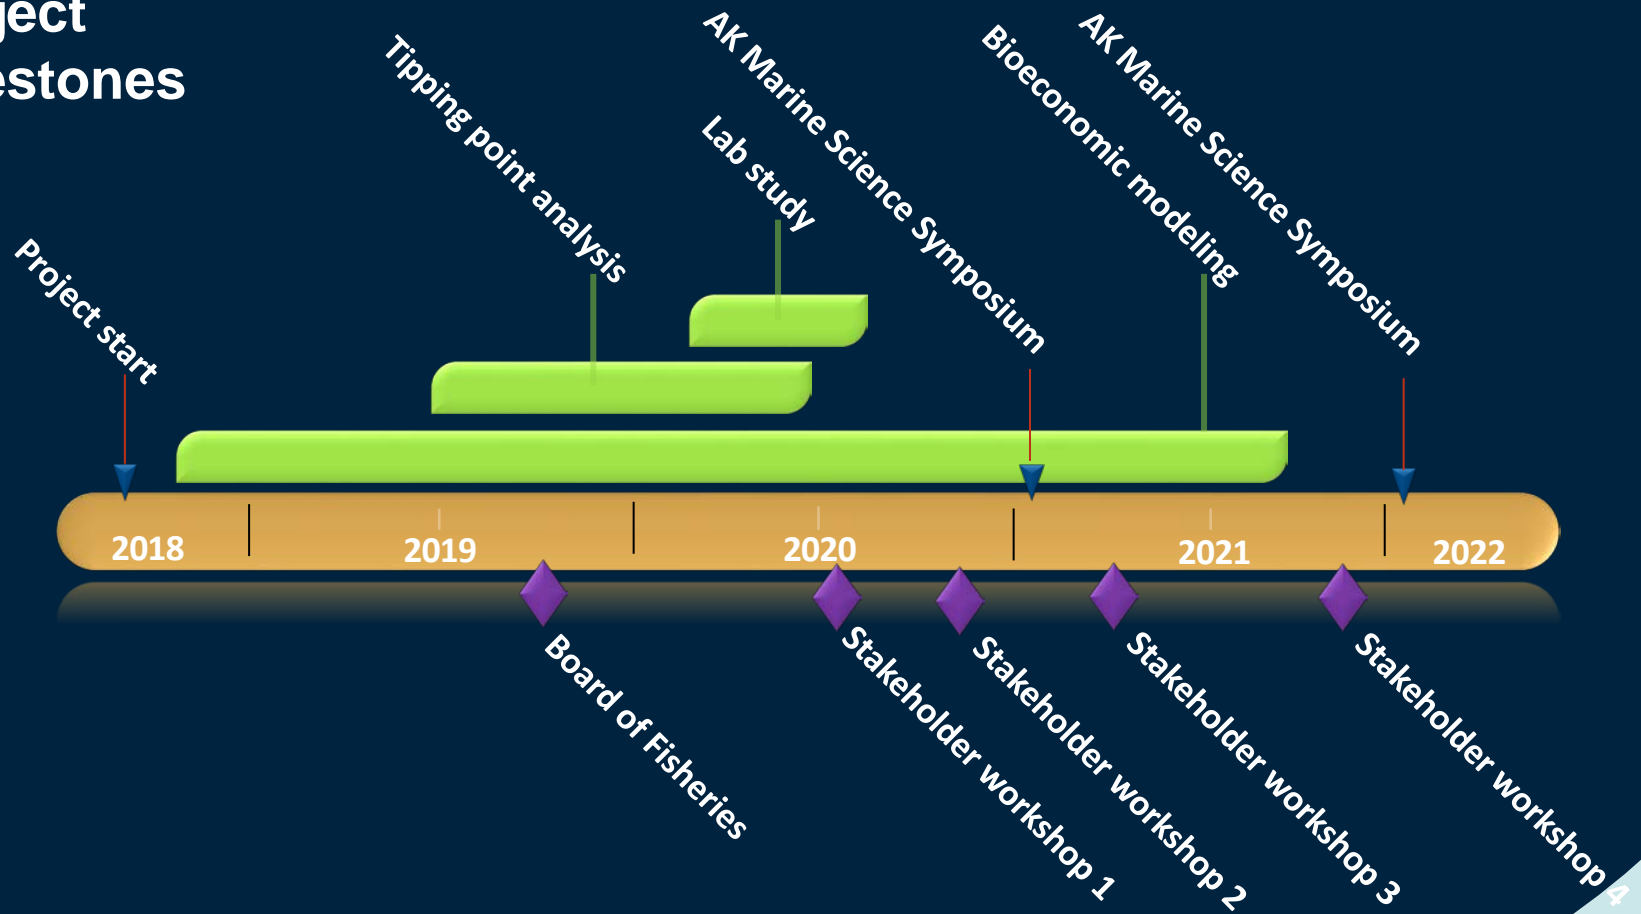 ject
estones
Project start
Tipping point analysis
Lab study
AK Marine Science Symposium
Bioeconomic modeling
AK Marine Science Symposium
2018
2019
2020
2021
2022
Board of Fisheries
Stakeholder workshop 1
Stakeholder workshop 2
Stakeholder workshop 3
Stakeholder workshop 4